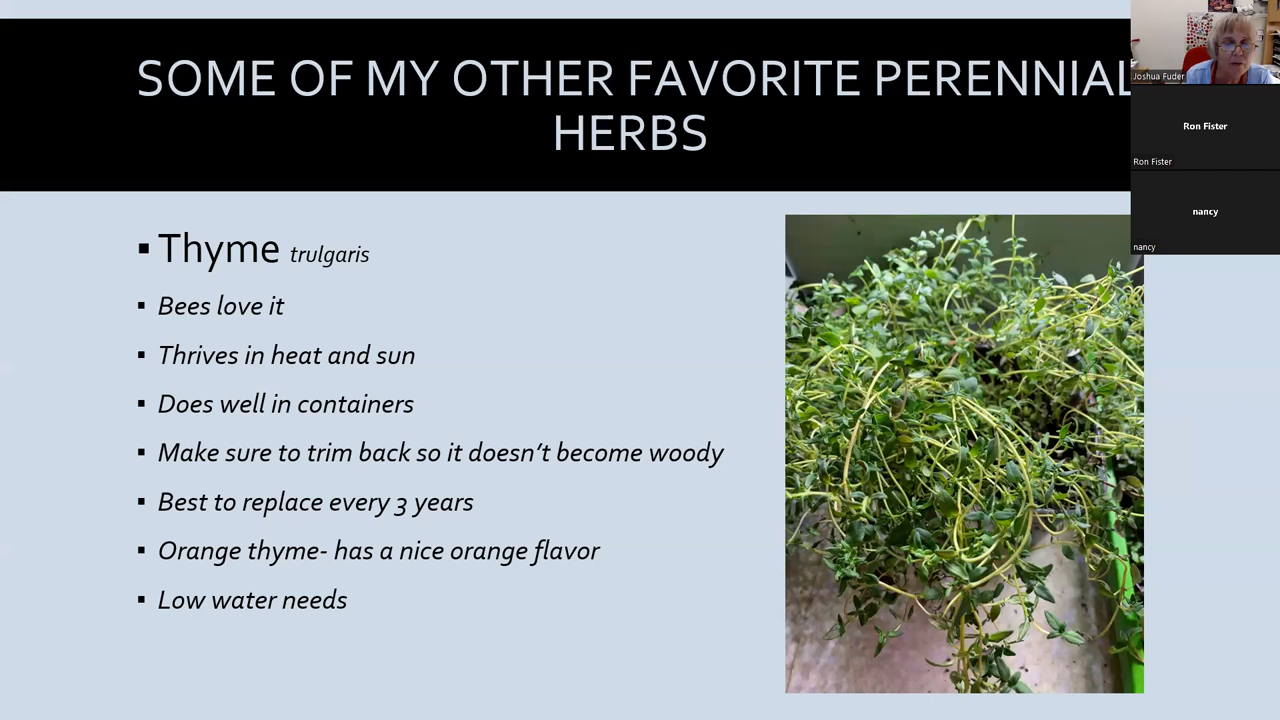 SOME OF MY OTHER FAVORITE PERENNIAL
HERBS
▪ Thyme trulgaris
▪ Bees love it
▪ Thrives in heat and sun
▪ Does well in containers
▪ Make sure to trim back so it doesn’t become woody
▪ Best to replace every 3 years
▪ Orange thyme- has a nice orange flavor
▪ Low water needs
Joshua Fuder
Ron Fister
Ron Fister
nancy
nancy